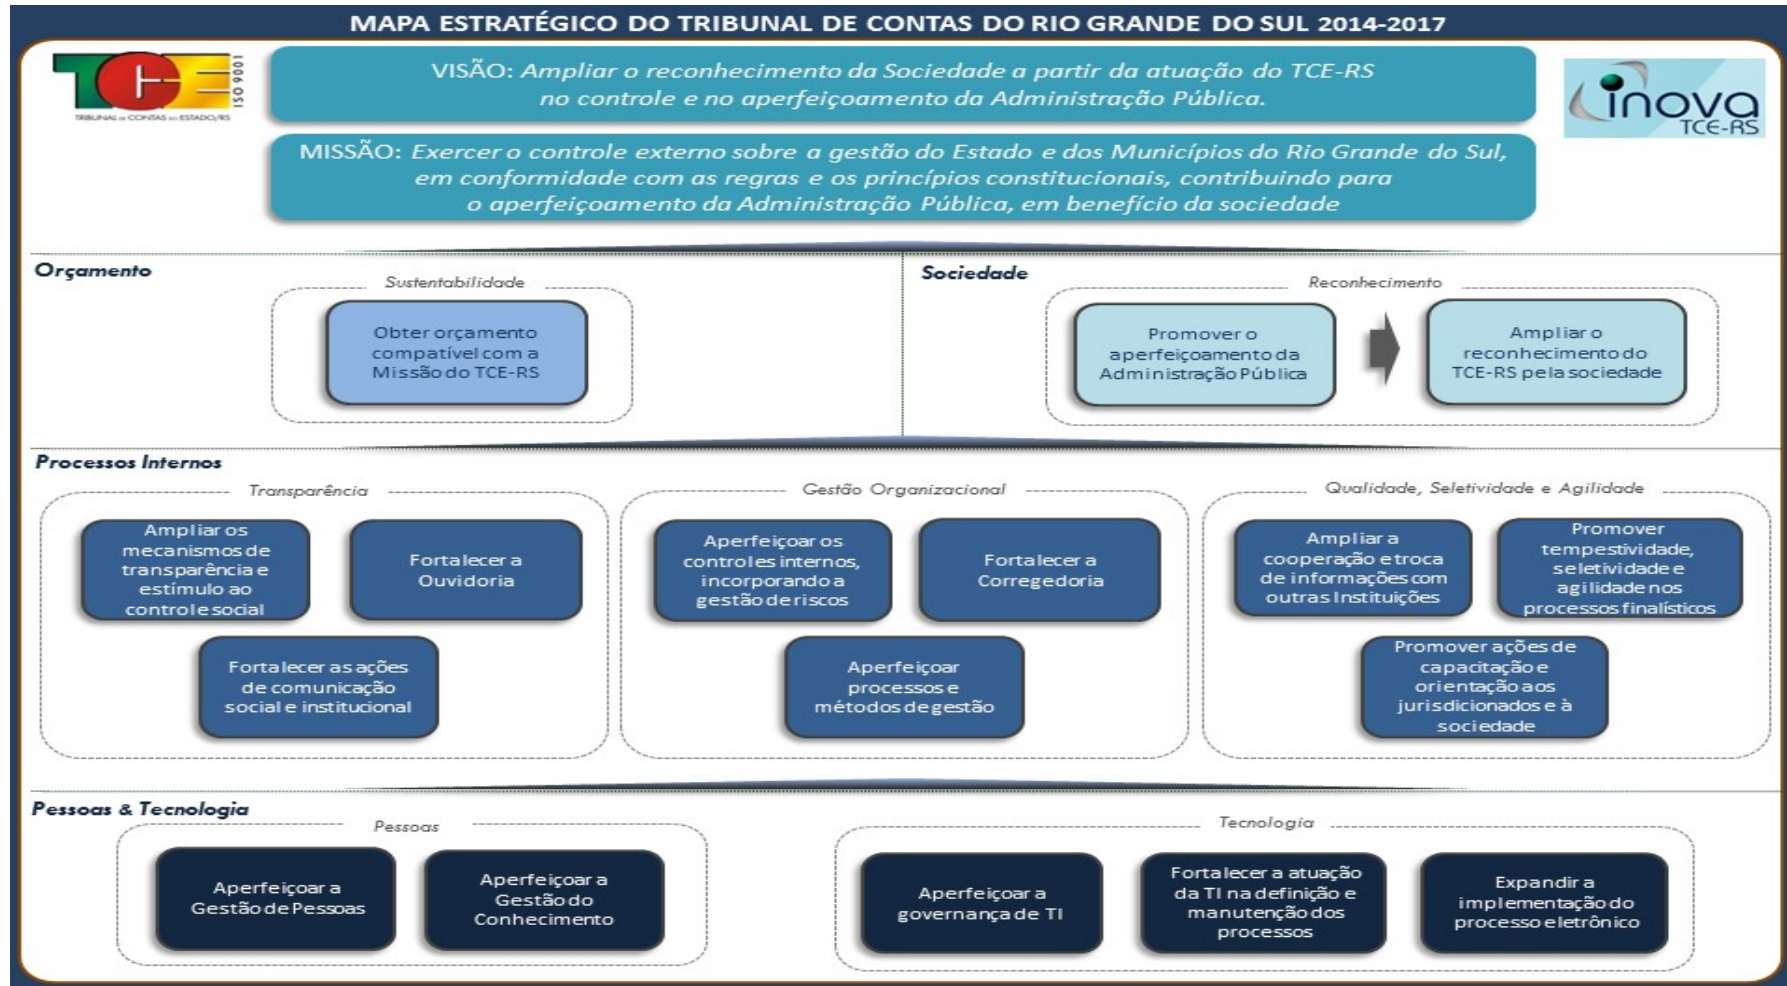 MAPA ESTRATÉGICO DO TRIBUNAL DE CONTAS DO RIO GRANDE DO SUL 2014-2017
TCE
ISO 9001
TRIBUNAL DE CONTAS DO ESTADO/RS
VISÃO: Ampliar o reconhecimento da Sociedade a partir da atuação do TCE-RS
no controle e no aperfeiçoamento da Administração Pública.
inova
TCE-RS
MISSÃO: Exercer o controle externo sobre a gestão do Estado e dos Municípios do Rio Grande do Sul,
em conformidade com as regras e os princípios constitucionais, contribuindo para
o aperfeiçoamento da Administração Pública, em benefício da sociedade
Orçamento
Sustentabilidade
Obter orçamento
compatível com a
Missão do TCE-RS
Sociedade
Reconhecimento
Promover o
aperfeiçoamento da
Administração Pública
Ampliar o
reconhecimento do
TCE-RS pela sociedade
Processos Internos
Transparência
Ampliar os
mecanismos de
transparência e
estímulo ao
controle social
Fortalecer a
Ouvidoria
Fortalecer as ações
de comunicação
social e institucional
Gestão Organizacional
Aperfeiçoar os
controles internos,
incorporando a
gestão de riscos
Fortalecer a
Corregedoria
Aperfeiçoar
processos e
métodos de gestão
Qualidade, Seletividade e Agilidade
Ampliar a
cooperação e troca
de informações com
outras Instituições
Promover
tempestividade,
seletividade e
agilidade nos
processos finalísticos
Promover ações de
capacitação e
orientação aos
jurisdicionados e à
sociedade
Pessoas & Tecnologia
Pessoas
Aperfeiçoar a
Gestão de Pessoas
Aperfeiçoar a
Gestão do
Conhecimento
Tecnologia
Aperfeiçoar a
governança de TI
Fortalecer a atuação
da TI na definição e
manutenção dos
processos
Expandir a
implementação do
processo eletrônico